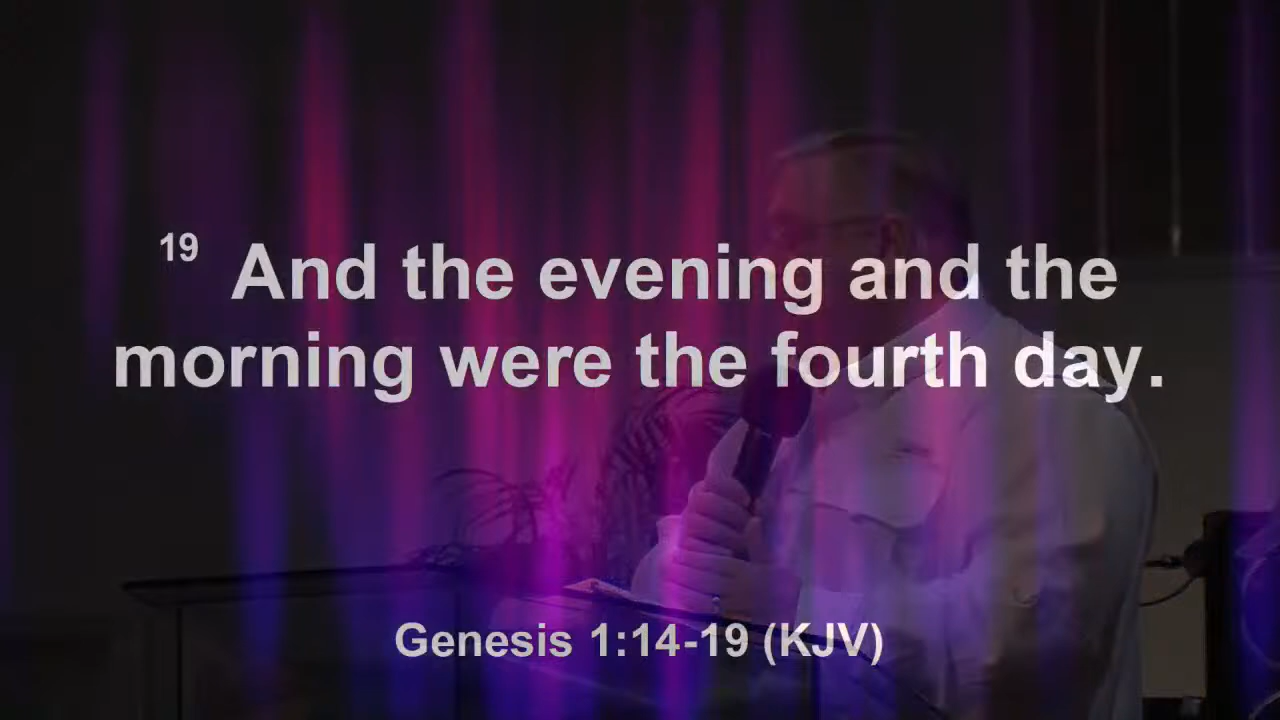 19 And the evening and the
morning were the fourth day.
Genesis 1:14-19 (KJV)